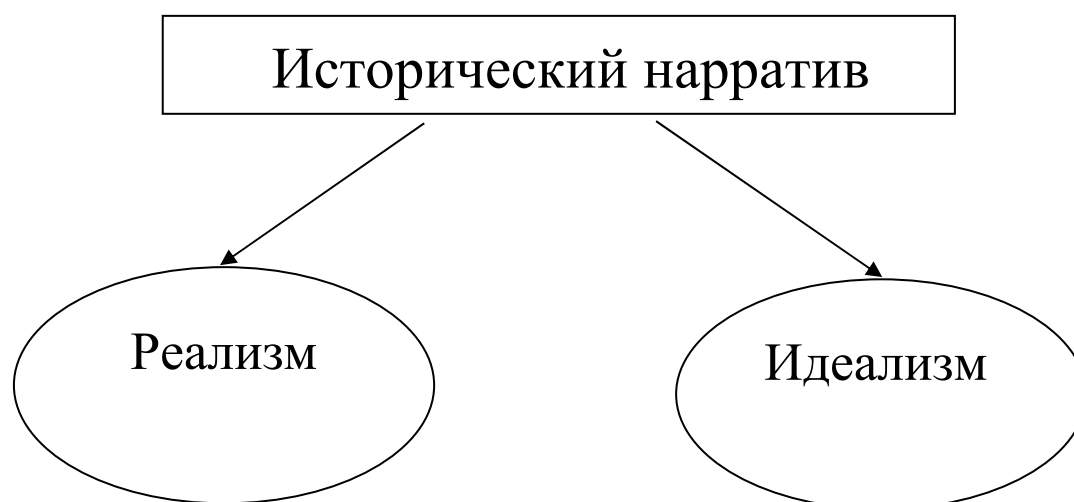 Исторический нарратив
Реализм
Идеализм